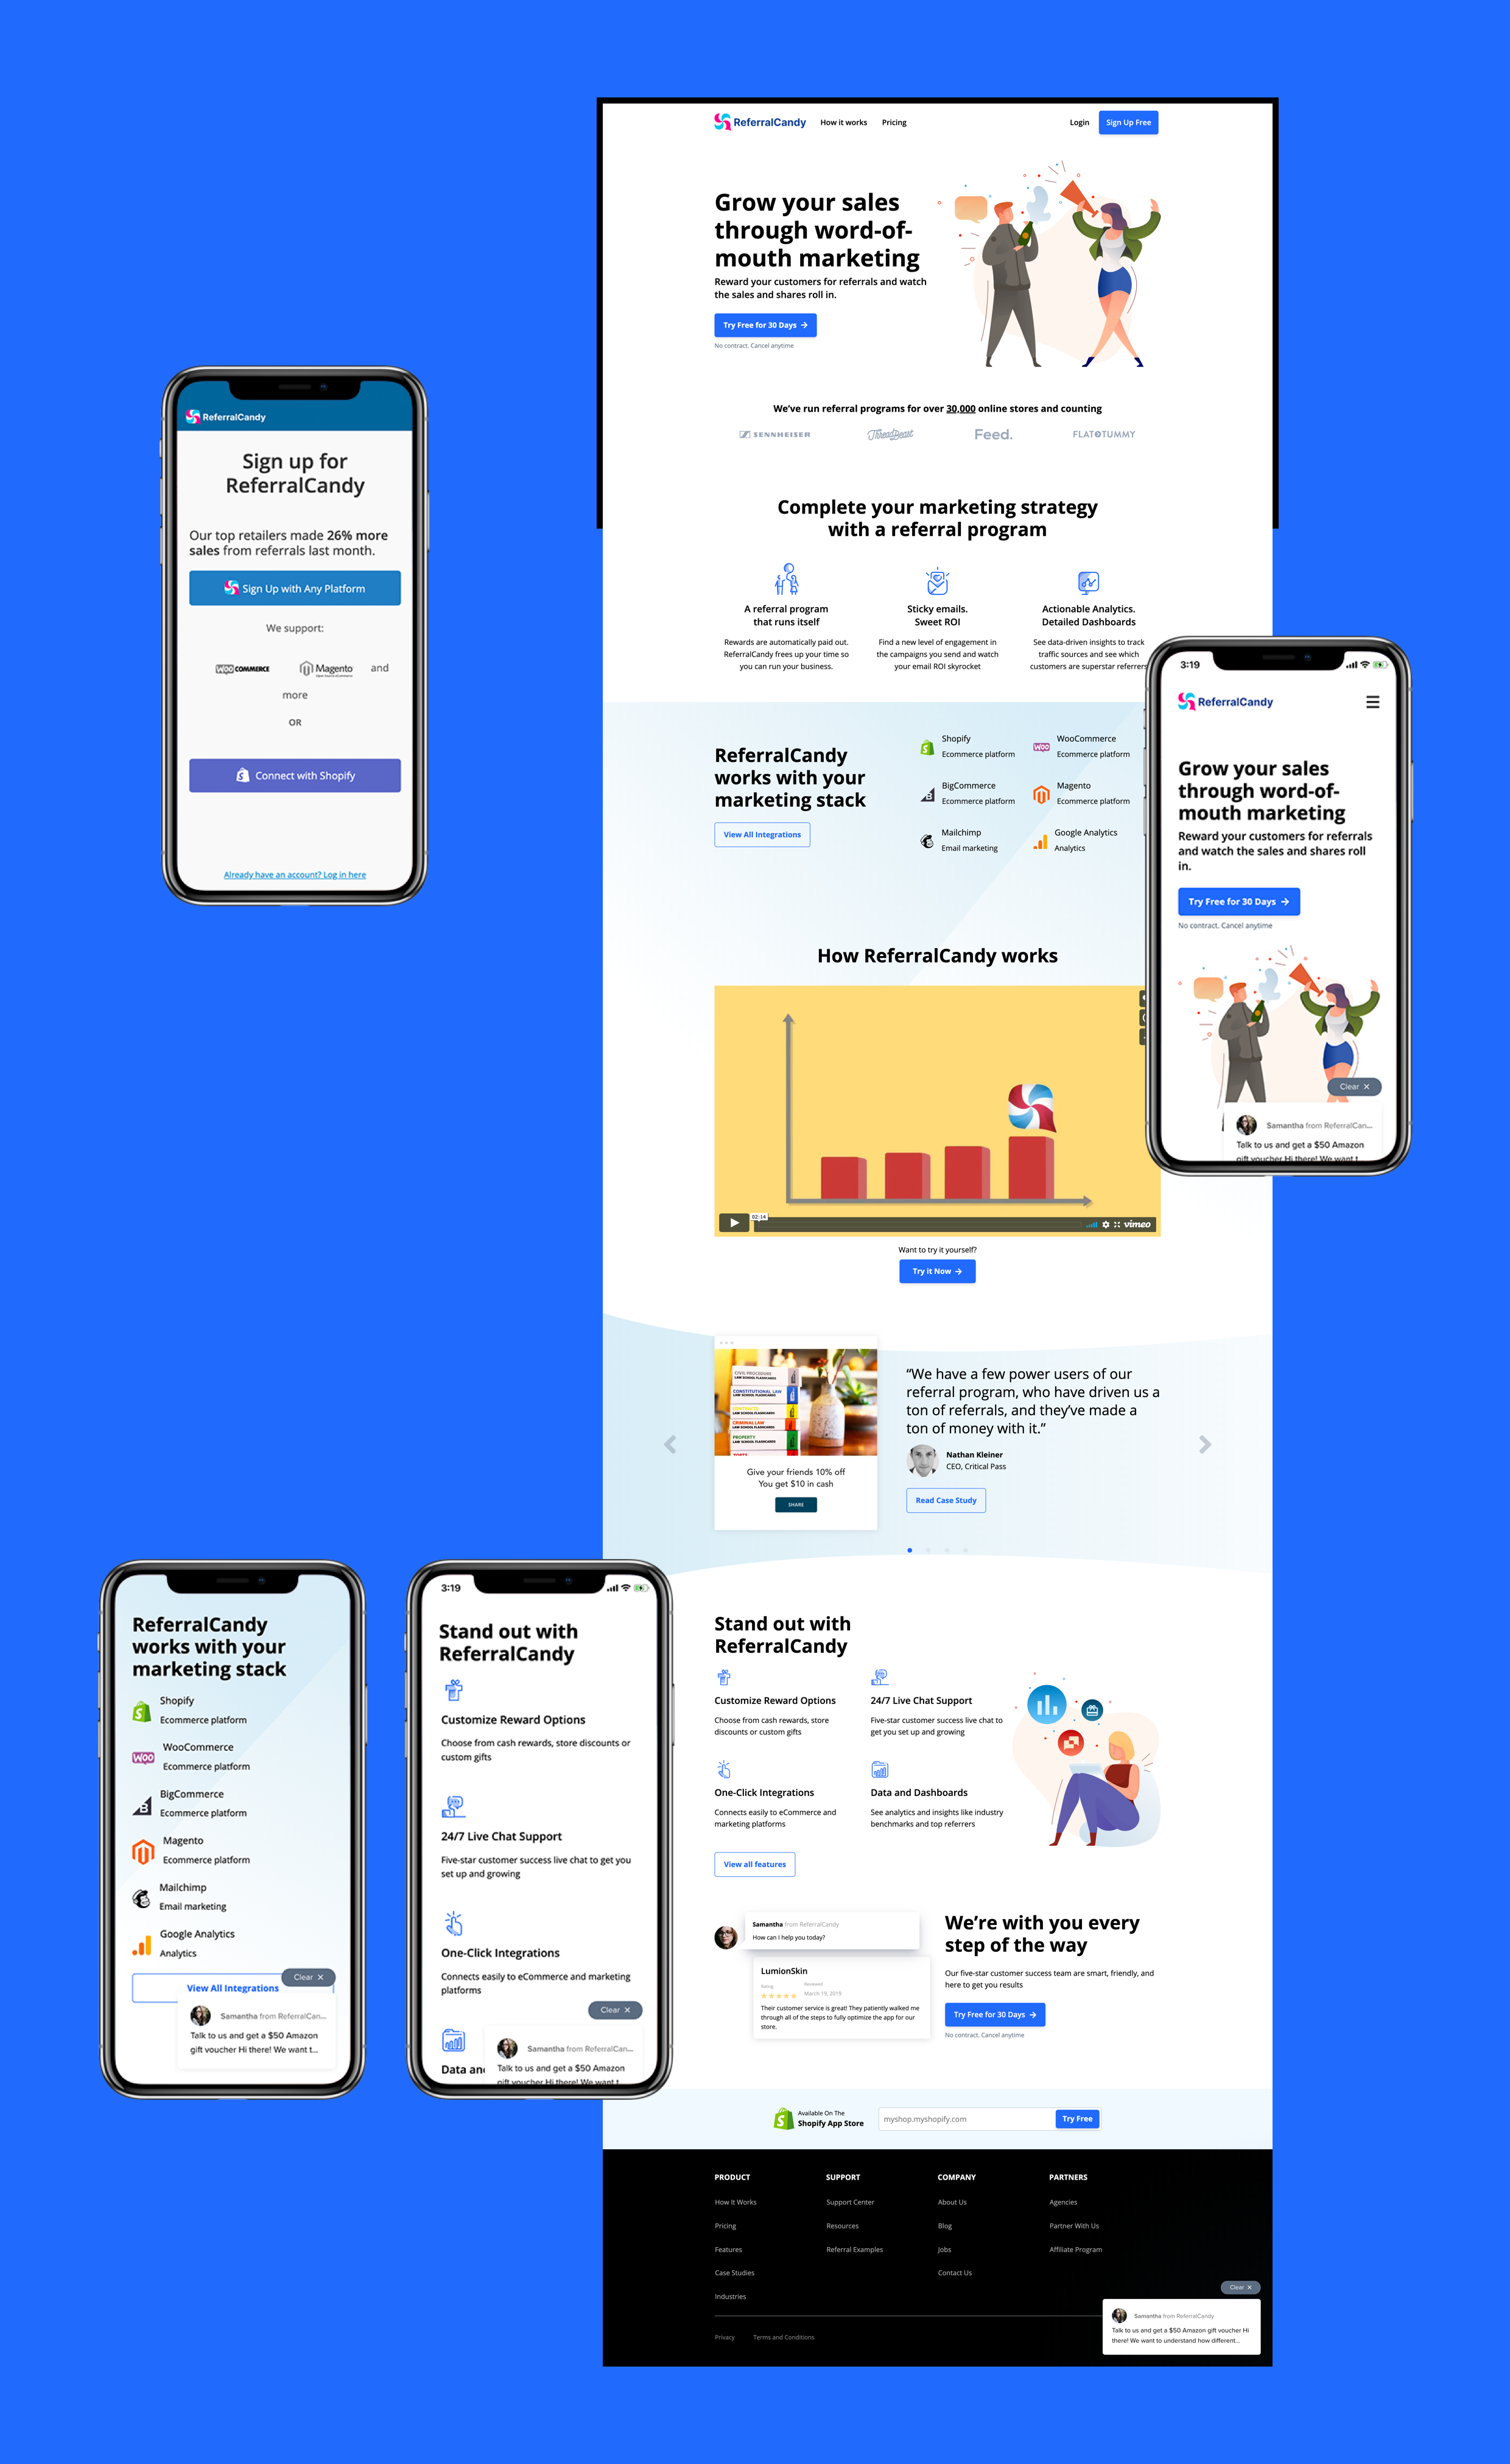 ReferralCandy
How it works
Pricing
Login
Sign Up Free
Grow your sales
through word-of-
mouth marketing
Reward your customers for referrals and watch
the sales and shares roll in.
Try Free for 30 Days →
No contract. Cancel anytime
We've run referral programs for over 30,000 online stores and counting
SENNHEISER
ThreadBeast
Feed.
FLATTUMMY
Complete your marketing strategy
with a referral program
A referral program
that runs itself
Rewards are automatically paid out.
ReferralCandy frees up your time so
you can run your business.
Sticky emails.
Sweet ROI
Find a new level of engagement in
the campaigns you send and watch
your email ROI skyrocket
Actionable Analytics.
Detailed Dashboards
See data-driven insights to track
traffic sources and see which
customers are superstar referrers
ReferralCandy
works with your
marketing stack
View All Integrations
Shopify
Ecommerce platform
WOO
WooCommerce
Ecommerce platform
B
BigCommerce
Ecommerce platform
Magento
Ecommerce platform
Mailchimp
Email marketing
Google Analytics
Analytics
How ReferralCandy works
02:14
vimeo
Want to try it yourself?
Try it Now →
CIVIL PROCEDURE
LAW SCHOOL FLASHCARDS
CONSTITUTIONAL LAW
LAW SCHOOL FLASHCARDS
CONTRACTS
LAW SCHOOL FLASHCARDS
CRIMINAL LAW
LAW SCHOOL FLASHCARDS
PROPERTY
LAW SCHOOL FLASHCARDS
TORTS
Give your friends 10% off
You get $10 in cash
SHARE
“We have a few power users of our
referral program, who have driven us a
ton of referrals, and they've made a
ton of money with it.”
Nathan Kleiner
CEO, Critical Pass
Read Case Study
Stand out with
ReferralCandy
Customize Reward Options
Choose from cash rewards, store
discounts or custom gifts
24/7 Live Chat Support
Five-star customer success live chat to
get you set up and growing
One-Click Integrations
Connects easily to eCommerce and
marketing platforms
Data and Dashboards
See analytics and insights like industry
benchmarks and top referrers
View all features
Samantha from ReferralCandy
How can I help you today?
LumionSkin
Rating
Reviewed
March 19, 2019
Their customer service is great! They patiently walked me
through all of the steps to fully optimize the app for our
store.
We're with you every
step of the way
Our five-star customer success team are smart, friendly, and
here to get you results
Try Free for 30 Days →
No contract. Cancel anytime
Available On The
Shopify App Store
myshop.myshopify.com
Try Free
PRODUCT
How It Works
Pricing
Features
Case Studies
Industries
SUPPORT
Support Center
Resources
Referral Examples
COMPANY
About Us
Blog
Jobs
Contact Us
PARTNERS
Agencies
Partner With Us
Affiliate Program
Privacy
Terms and Conditions
Clear ×
Samantha from ReferralCandy
Talk to us and get a $50 Amazon gift voucher Hi
there! We want to understand how different...
ReferralCandy
Sign up for
ReferralCandy
Our top retailers made 26% more
sales from referrals last month.
Sign Up with Any Platform
We support:
WOO COMMERCE
Magento
Open Source eCommerce
and
more
OR
Connect with Shopify
Already have an account? Log in here
3:19
ReferralCandy
Grow your sales
through word-of-
mouth marketing
Reward your customers for referrals
and watch the sales and shares roll
in.
Try Free for 30 Days →
No contract. Cancel anytime
Clear ×
Samantha from ReferralCan...
Talk to us and get a $50 Amazon
gift voucher Hi there! We want t
ReferralCandy
works with your
marketing stack
Shopify
Ecommerce platform
WOO
WooCommerce
Ecommerce platform
B
BigCommerce
Ecommerce platform
Magento
Ecommerce platform
Mailchimp
Email marketing
Google Analytics
Analytics
View All Integrations
Clear ×
Samantha from ReferralCan...
Talk to us and get a $50 Amazon
gift voucher Hi there! We want t...
3:19
Stand out with
ReferralCandy
Customize Reward Options
Choose from cash rewards, store discounts or
custom gifts
24/7 Live Chat Support
Five-star customer success live chat to get you
set up and growing
One-Click Integrations
Connects easily to eCommerce and marketing
platforms
Clear ×
Data and
Samantha from ReferralCan...
Talk to us and get a $50 Amazon
gift voucher Hi there! We want t